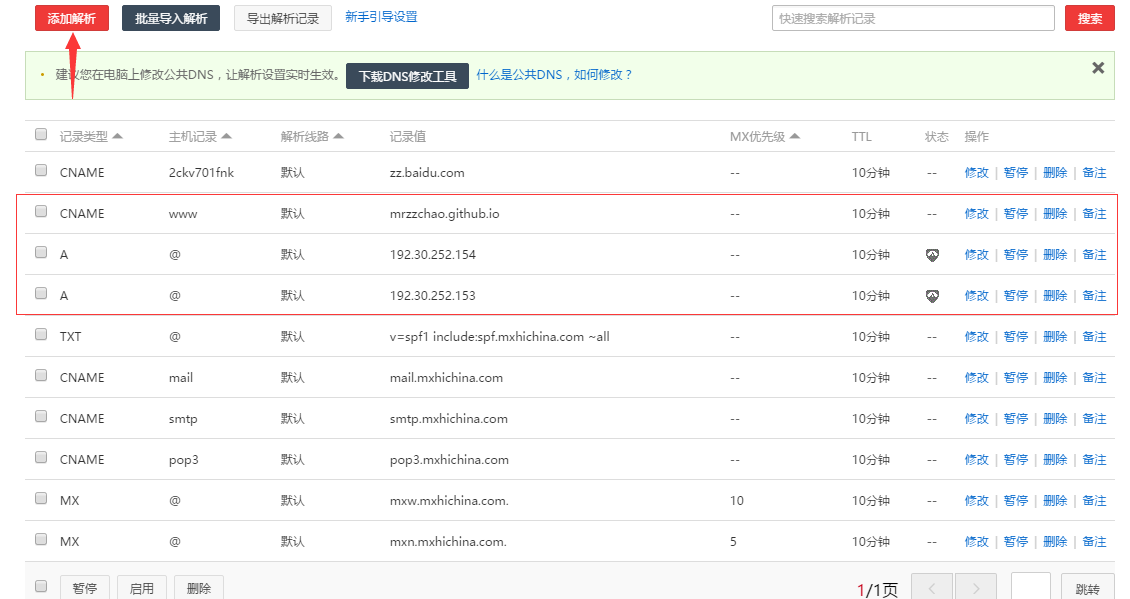 添加解析 批量导入解析 导出解析记录 新手引导设置 快速搜索解析记录 搜索
建议您在电脑上修改公共DNS，让解析设置实时生效。 下载DNS修改工具 什么是公共DNS，如何修改？
记录类型 主机记录 解析线路 记录值 MX优先级 TTL 状态 操作
CNAME 2ckv701fnk 默认 zz.baidu.com -- 10分钟 -- 修改 | 暂停 | 删除 | 备注
CNAME www 默认 mrzzchao.github.io -- 10分钟 -- 修改 | 暂停 | 删除 | 备注
A @ 默认 192.30.252.154 -- 10分钟 修改 | 暂停 | 删除 | 备注
A @ 默认 192.30.252.153 -- 10分钟 修改 | 暂停 | 删除 | 备注
TXT @ 默认 v=spf1 include:spf.mxhichina.com ~all -- 10分钟 -- 修改 | 暂停 | 删除 | 备注
CNAME mail 默认 mail.mxhichina.com -- 10分钟 -- 修改 | 暂停 | 删除 | 备注
CNAME smtp 默认 smtp.mxhichina.com -- 10分钟 -- 修改 | 暂停 | 删除 | 备注
CNAME pop3 默认 pop3.mxhichina.com -- 10分钟 -- 修改 | 暂停 | 删除 | 备注
MX @ 默认 mxw.mxhichina.com. 10 10分钟 -- 修改 | 暂停 | 删除 | 备注
MX @ 默认 mxn.mxhichina.com. 5 10分钟 -- 修改 | 暂停 | 删除 | 备注
暂停 启用 删除 1/1页 < > 跳转